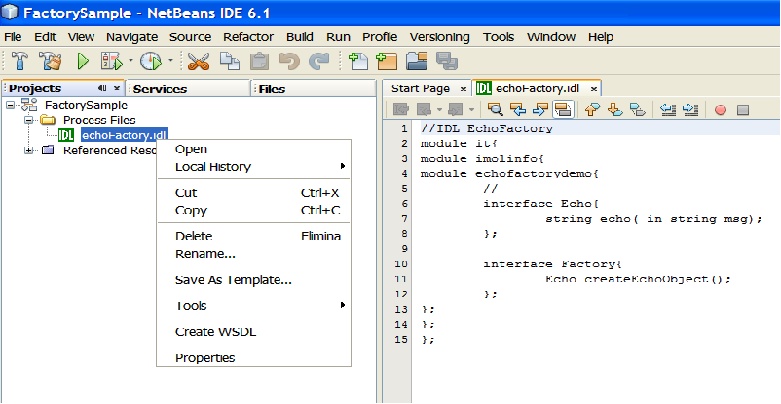 FactorySample - NetBeans IDE 6.1
File Edit View Navigate Source Refactor Build Run Profile Versioning Tools Window Help
Projects Services Files
FactorySample
Process Files
IDL echoFactory.idl
Referenced Reso
Open
Local History
Cut Ctrl+X
Copy Ctrl+C
Delete Elimina
Rename...
Save As Template...
Tools
Create WSDL
Properties
Start Page x IDL echoFactory.idl x
1 //IDL EchoFactory
2 module it{
3 module imolinfo{
4 module echofactorydemo{
5 //
6 interface Echo{
7 string echo( in string msg);
8 };
9
10 interface Factory{
11 Echo createEchoObject();
12 };
13 };
14 };
15 };